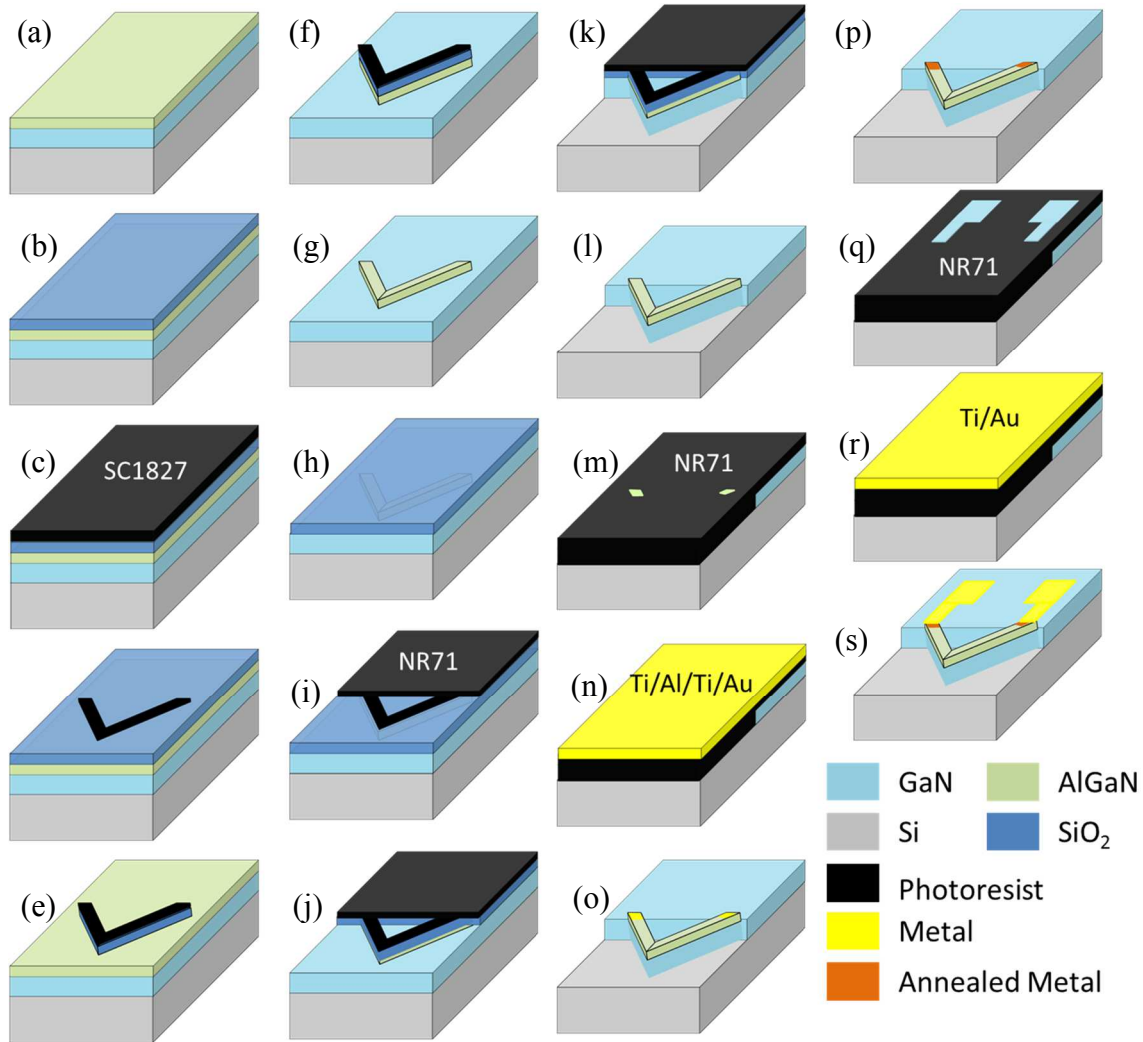 (a)
(b)
(c)
SC1827
(e)
(f)
(g)
(h)
(i)
NR71
(j)
(k)
(l)
(m)
NR71
(n)
Ti/Al/Ti/Au
(o)
(p)
(q)
NR71
(r)
Ti/Au
(s)
GaN
AlGaN
Si
SiO₂
Photoresist
Metal
Annealed Metal